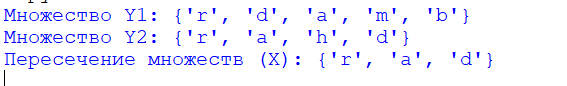 Множество Y1: {'r', 'd', 'a', 'm', 'b'}
Множество Y2: {'r', 'a', 'h', 'd'}
Пересечение множеств (X): {'r', 'a', 'd'}